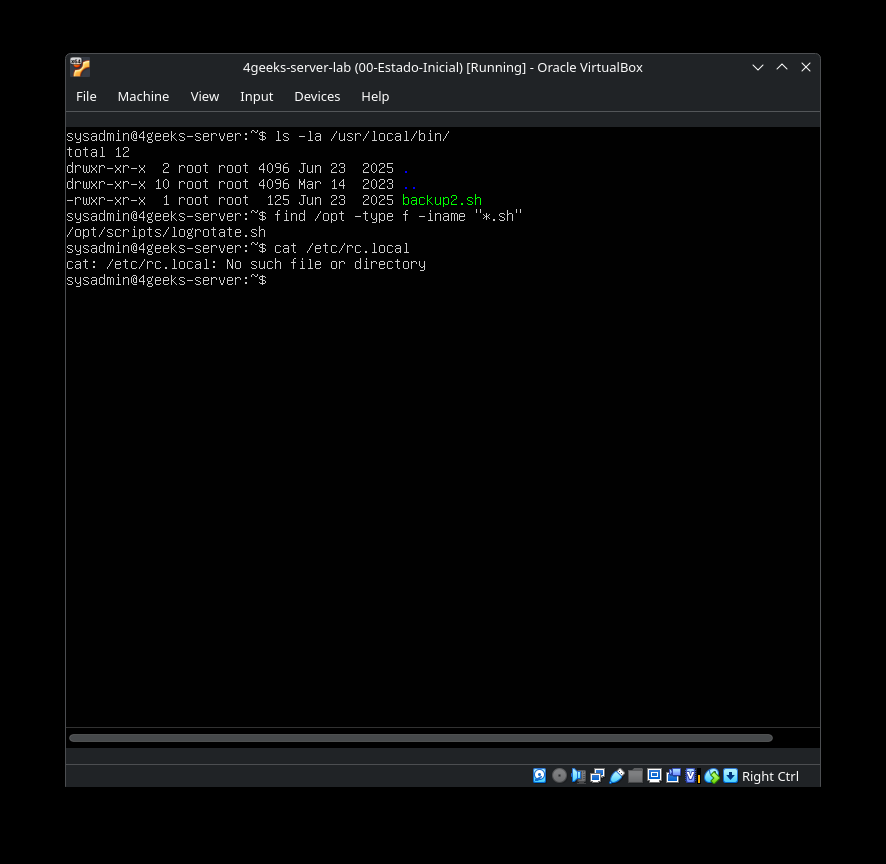 4geeks-server-lab (00-Estado-Inicial) [Running] - Oracle VirtualBox
File Machine View Input Devices Help
sysadmin@4geeks-server:~$ ls -la /usr/local/bin/
total 12
drwxr-xr-x  2 root root 4096 Jun 23  2025 .
drwxr-xr-x 10 root root 4096 Mar 14  2023 ..
-rwxr-xr-x  1 root root  125 Jun 23  2025 backup2.sh
sysadmin@4geeks-server:~$ find /opt -type f -iname "*.sh"
/opt/scripts/logrotate.sh
sysadmin@4geeks-server:~$ cat /etc/rc.local
cat: /etc/rc.local: No such file or directory
sysadmin@4geeks-server:~$
Right Ctrl